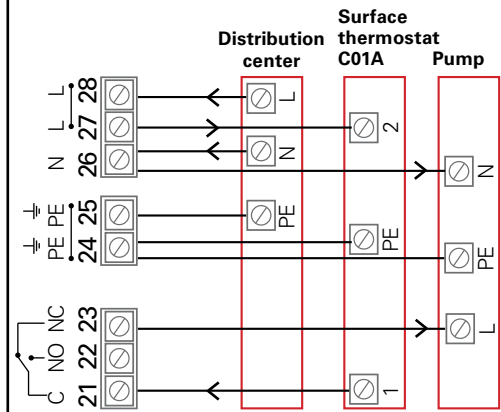 Surface
Distribution thermostat
center C01A Pump
L 28 L
L 27 2
N 26 N
N
PE 25 PE
PE 24 PE
PE
NC 23 L
NO 22
C 21 1